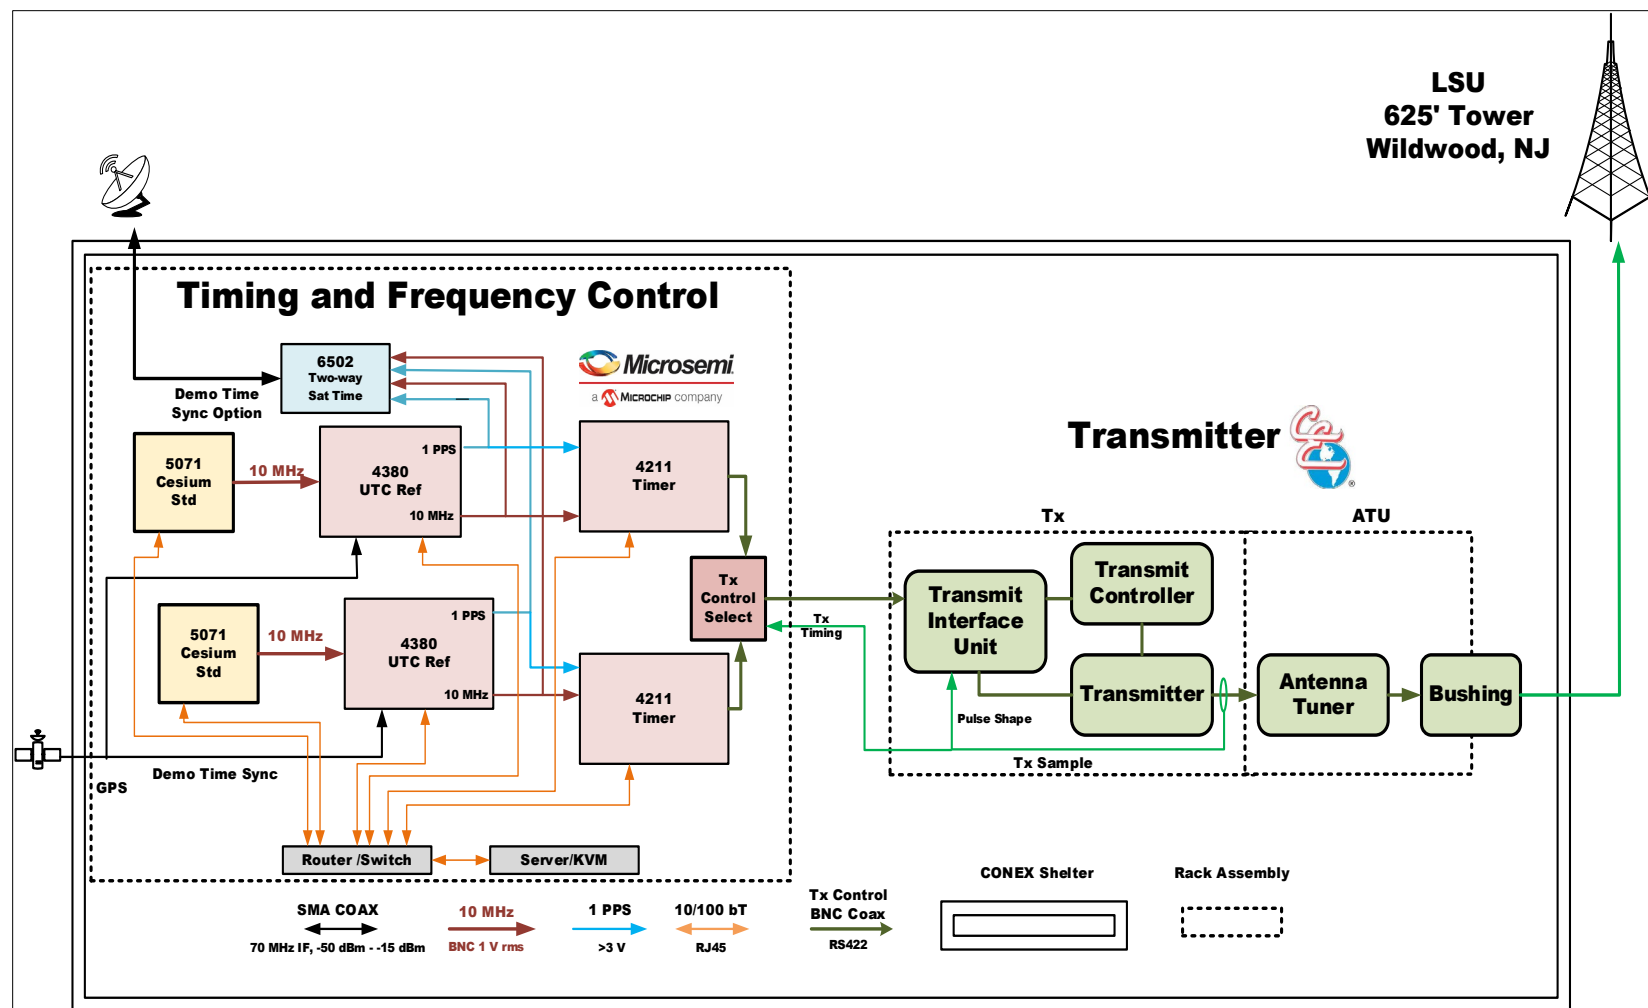 LSU
625' Tower
Wildwood, NJ
Timing and Frequency Control
6502
Two-way
Sat Time
Demo Time
Sync Option
Microsemi.
a MICROCHIP company
5071
Cesium
Std
10 MHz
4380
UTC Ref
1 PPS
10 MHz
4211
Timer
5071
Cesium
Std
10 MHz
4380
UTC Ref
1 PPS
10 MHz
4211
Timer
Tx
Control
Select
Tx
Timing
GPS
Demo Time Sync
Router /Switch
Server/KVM
Transmitter
CCI
®
Tx
ATU
Transmit
Interface
Unit
Transmit
Controller
Transmitter
Pulse Shape
Tx Sample
Antenna
Tuner
Bushing
SMA COAX
70 MHz IF, -50 dBm - -15 dBm
10 MHz
BNC 1 V rms
1 PPS
>3 V
10/100 bT
RJ45
Tx Control
BNC Coax
RS422
CONEX Shelter
Rack Assembly